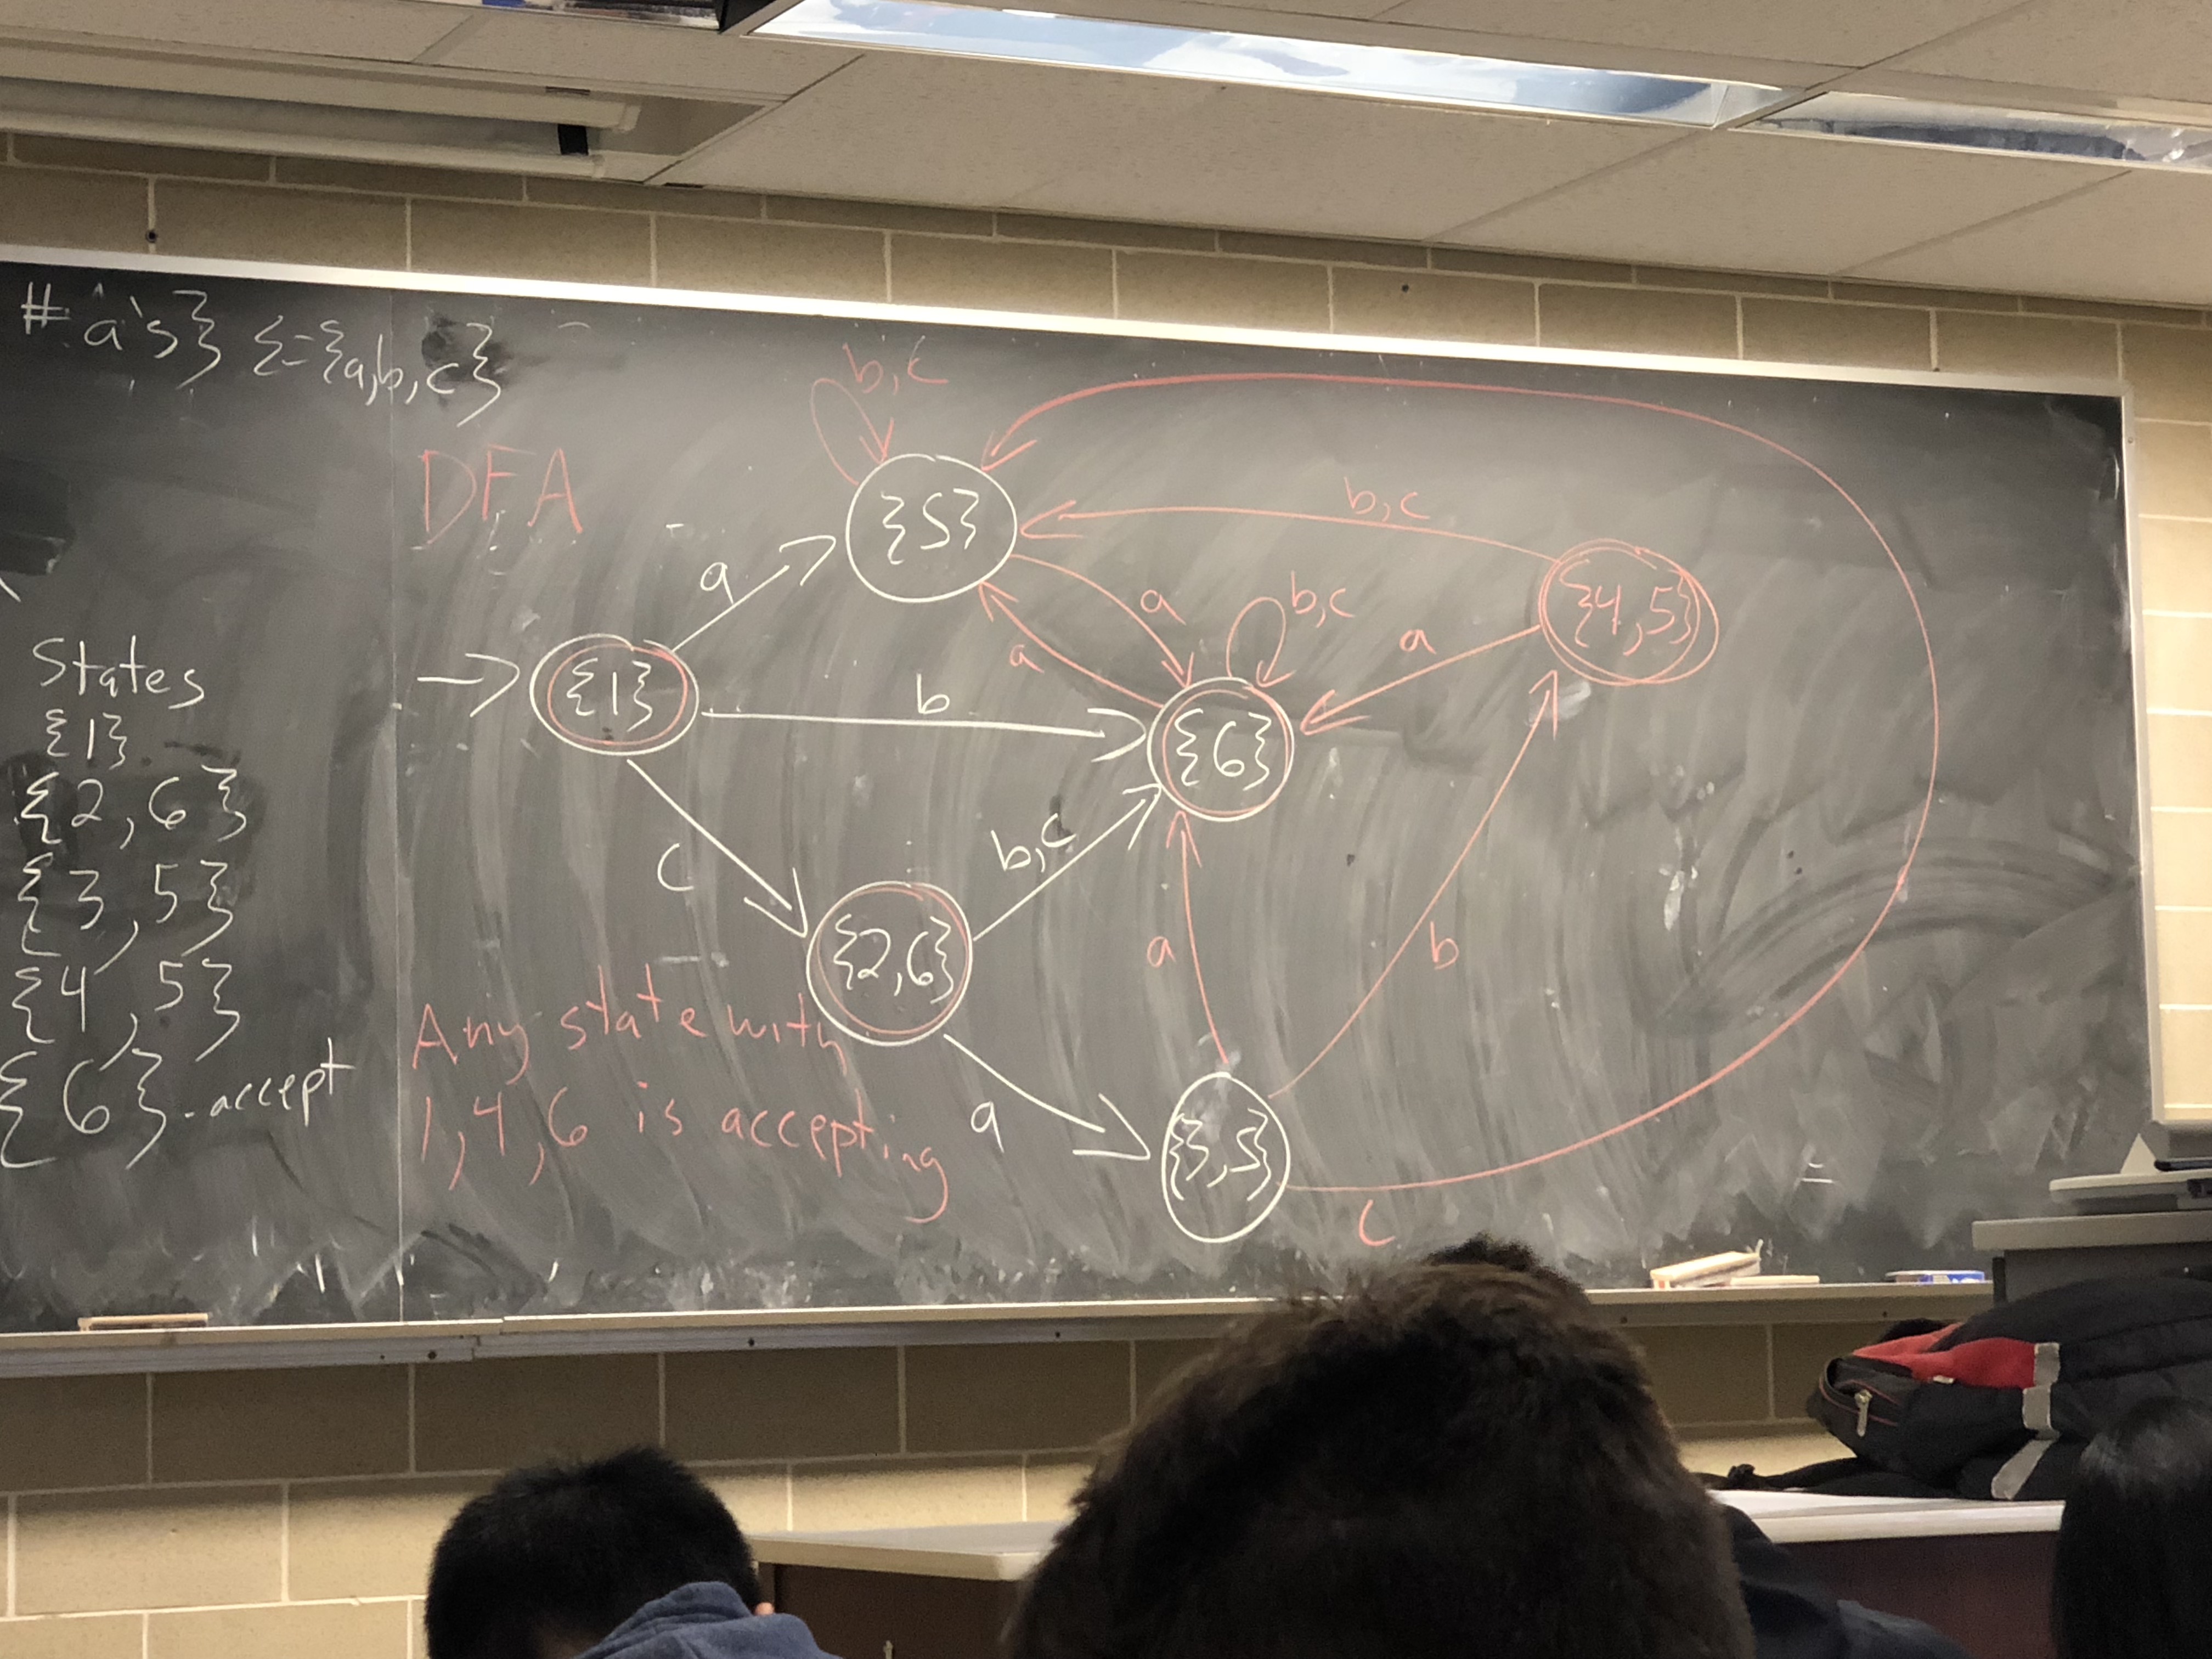 # a's} Σ={a,b,c}
States
{1}
{2,6}
{3,5}
{4,5}
{6}-accept
DFA
b,c
{5}
b,c
{4,5}
a
a
b,c
a
a
{1}
b
{6}
c
b,c
{2,6}
a
b
Any state with
1,4,6 is accepting
a
{3,5}
c